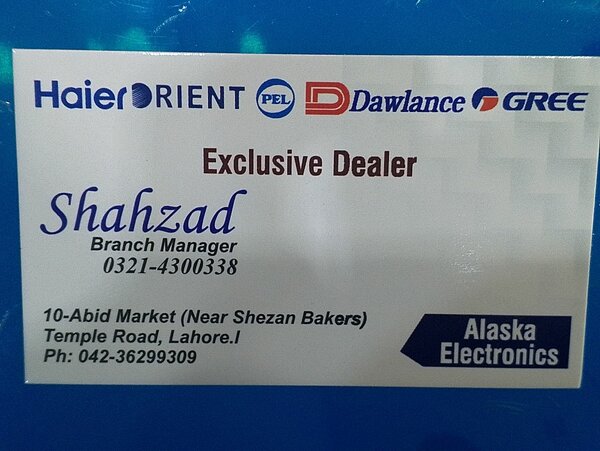 Haier ORIENT PEL Dawlance GREE
Exclusive Dealer
Shahzad
Branch Manager
0321-4300338
10-Abid Market (Near Shezan Bakers)
Temple Road, Lahore.I
Ph: 042-36299309
Alaska
Electronics